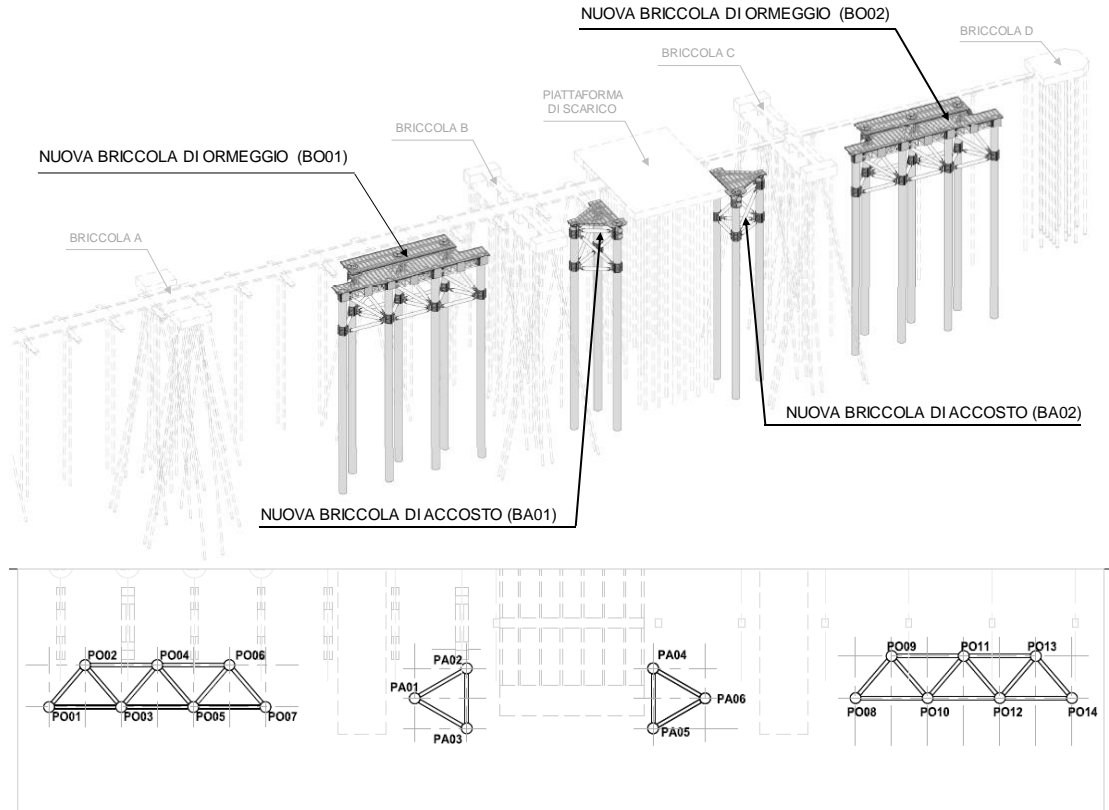 NUOVA BRICCOLA DI ORMEGGIO (BO02)
BRICCOLA D
BRICCOLA C
PIATTAFORMA
DI SCARICO
BRICCOLA B
NUOVA BRICCOLA DI ORMEGGIO (BO01)
BRICCOLA A
NUOVA BRICCOLA DI ACCOSTO (BA02)
NUOVA BRICCOLA DI ACCOSTO (BA01)
PO02 PO04 PO06
PO01 PO03 PO05 PO07
PA02
PA01
PA03
PA04
PA06
PA05
PO09 PO11 PO13
PO08 PO10 PO12 PO14